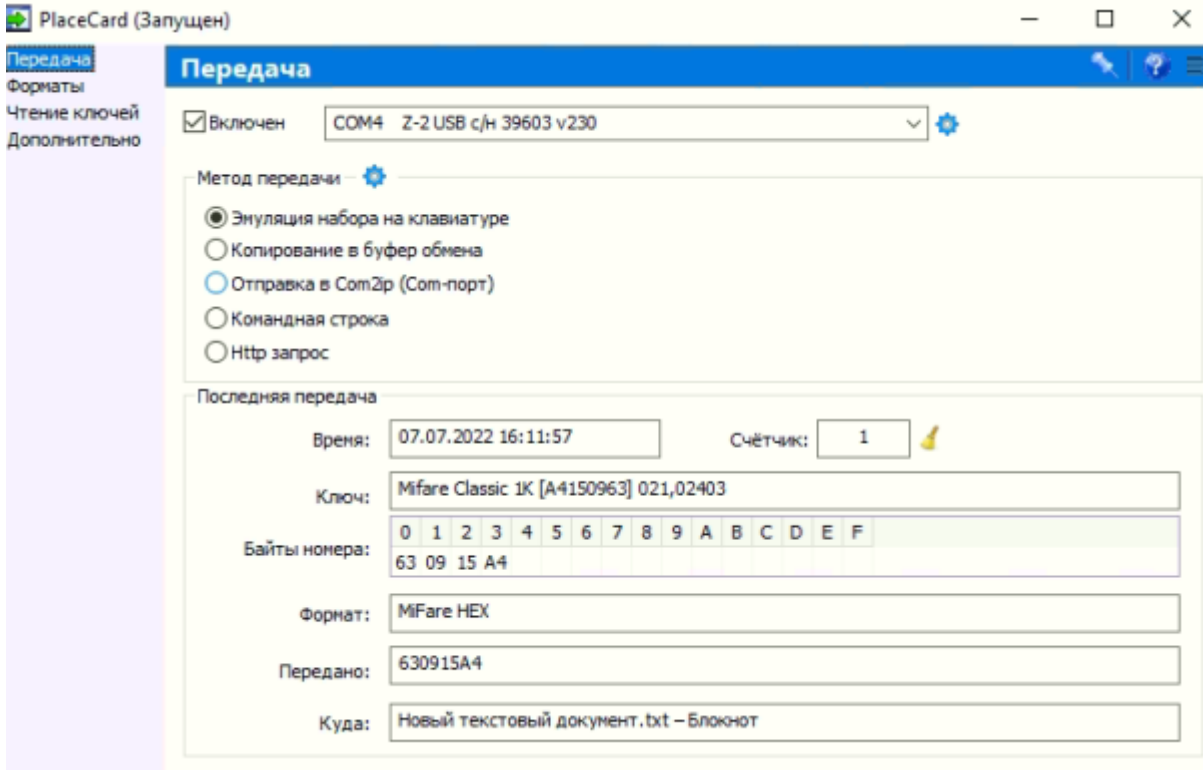 PlaceCard (Запущен)
Передача
Форматы
Чтение ключей
Дополнительно
Передача
Включен
COM4 Z-2 USB с/н 39603 v230
Метод передачи
Эмуляция набора на клавиатуре
Копирование в буфер обмена
Отправка в Com2ip (Com-порт)
Командная строка
Http запрос
Последняя передача
Время: 07.07.2022 16:11:57 Счётчик: 1
Ключ: Mifare Classic 1K [A4150963] 021,02403
0 1 2 3 4 5 6 7 8 9 A B C D E F
Байты номера: 63 09 15 A4
Формат: MiFare HEX
Передано: 630915A4
Куда: Новый текстовый документ.txt – Блокнот